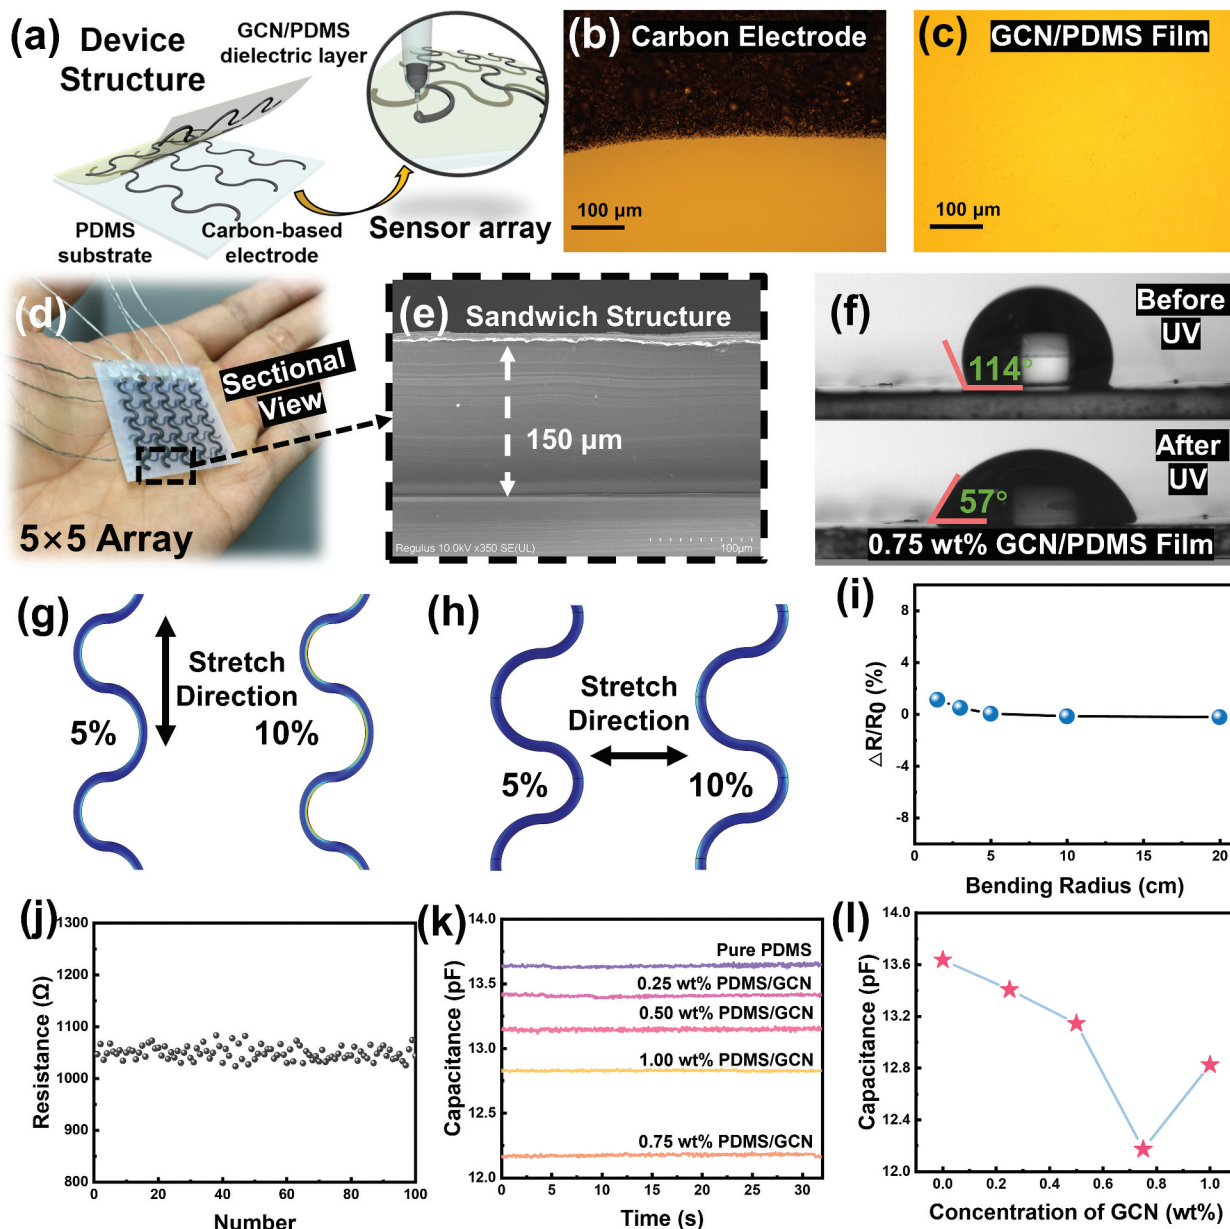 (a)
Device
Structure
GCN/PDMS
dielectric layer
PDMS
substrate
Carbon-based
electrode
Sensor array
(b)
Carbon Electrode
100 μm
(c)
GCN/PDMS Film
100 μm
(d)
Sectional
View
5×5 Array
(e)
Sandwich Structure
150 μm
Regulus 10.0kV x350 SE(UL)
100μm
(f)
Before
UV
114°
After
UV
57°
0.75 wt% GCN/PDMS Film
(g)
Stretch
Direction
5%
10%
(h)
Stretch
Direction
5%
10%
(i)
△R/R0 (%)
8
4
0
-4
-8
0
5
10
15
20
Bending Radius (cm)
(j)
Resistance (Ω)
1300
1200
1100
1000
900
800
0
20
40
60
80
100
Number
(k)
Capacitance (pF)
14.0
13.5
13.0
12.5
12.0
Pure PDMS
0.25 wt% PDMS/GCN
0.50 wt% PDMS/GCN
1.00 wt% PDMS/GCN
0.75 wt% PDMS/GCN
0
5
10
15
20
25
30
Time (s)
(l)
Capacitance (pF)
14.0
13.6
13.2
12.8
12.4
12.0
0.0
0.2
0.4
0.6
0.8
1.0
Concentration of GCN (wt%)